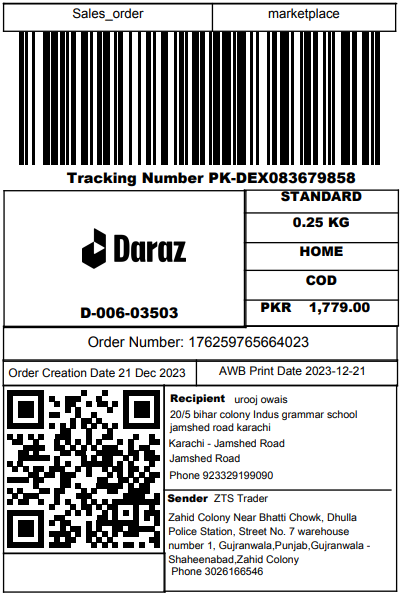 Sales_order
marketplace
Tracking Number PK-DEX083679858
STANDARD
0.25 KG
HOME
COD
PKR 1,779.00
Daraz
D-006-03503
Order Number: 176259765664023
Order Creation Date 21 Dec 2023
AWB Print Date 2023-12-21
Recipient urooj owais
20/5 bihar colony Indus grammar school
jamshed road karachi
Karachi - Jamshed Road
Jamshed Road
Phone 923329199090
Sender ZTS Trader
Zahid Colony Near Bhatti Chowk, Dhulla
Police Station, Street No. 7 warehouse
number 1, Gujranwala,Punjab,Gujranwala -
Shaheenabad,Zahid Colony
Phone 3026166546